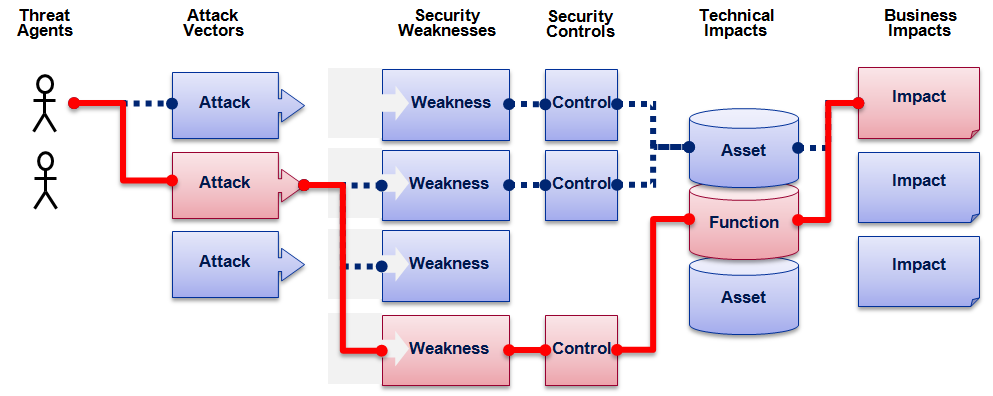 Threat
Agents
Attack
Vectors
Security
Weaknesses
Security
Controls
Technical
Impacts
Business
Impacts
Attack
Weakness
Control
Asset
Impact
Attack
Weakness
Control
Function
Impact
Attack
Weakness
Asset
Impact
Weakness
Control